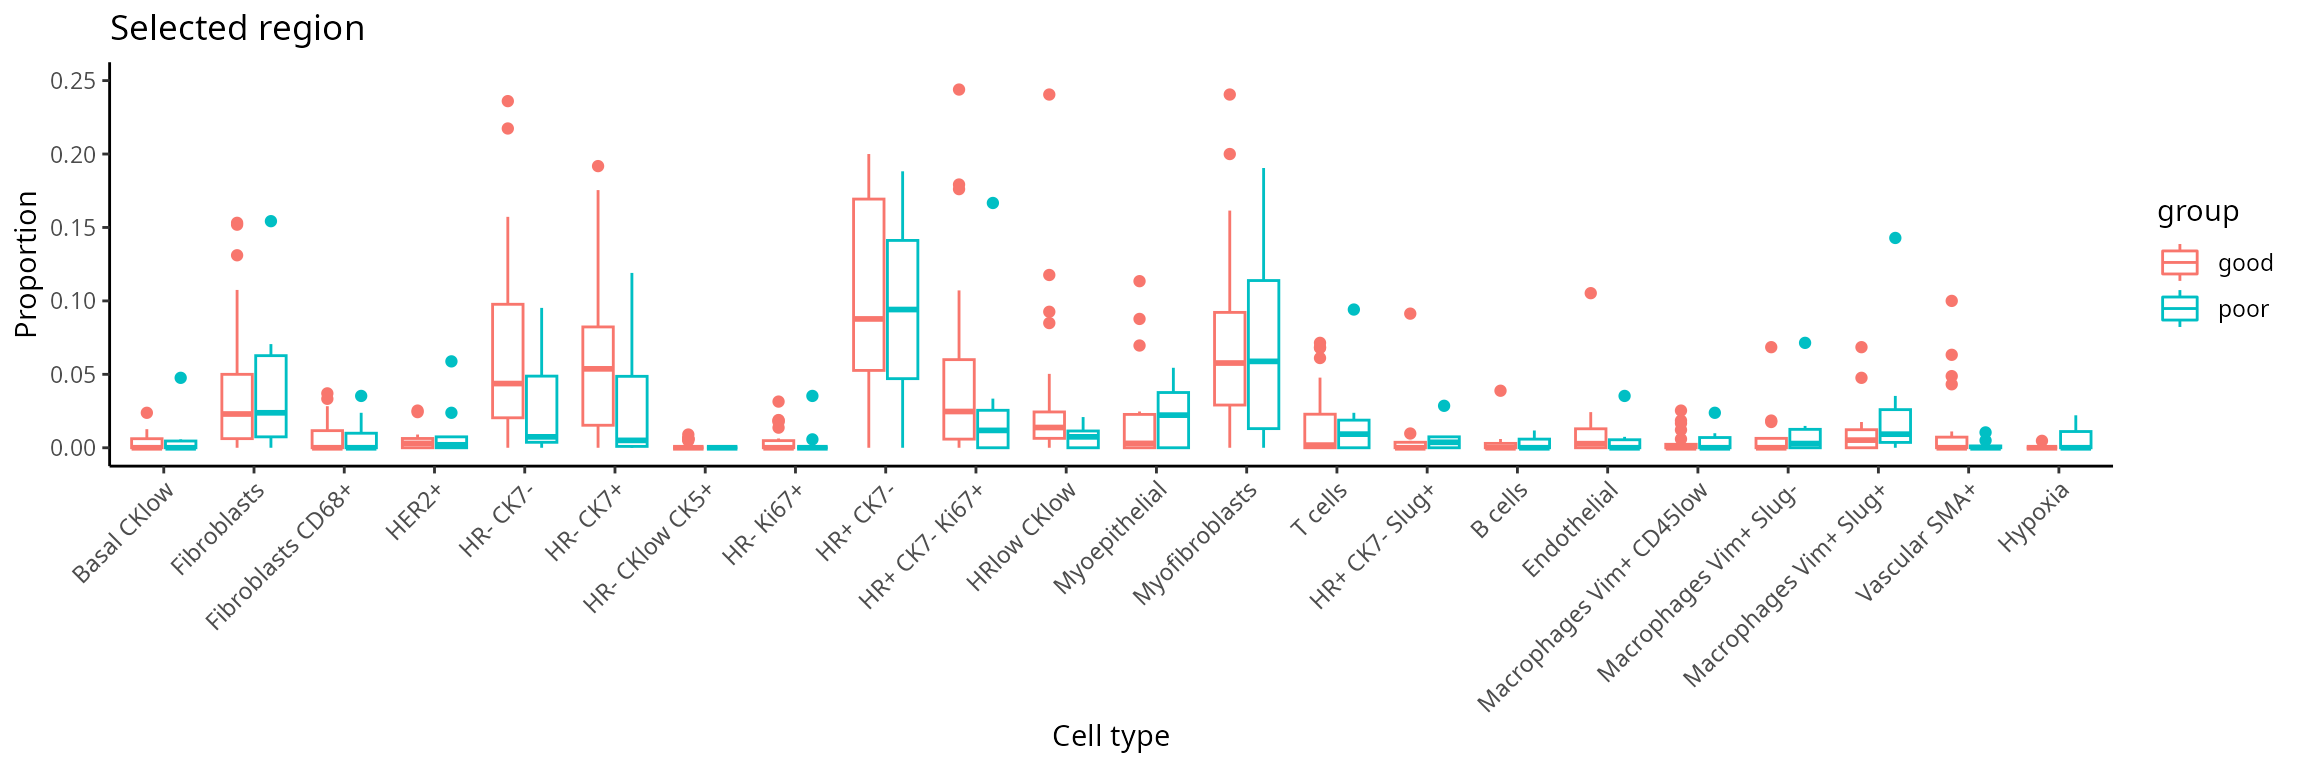 Selected region
Proportion
0.25
0.20
0.15
0.10
0.05
0.00
Basal CKlow
Fibroblasts
Fibroblasts CD68+
HER2+
HR- CK7-
HR- CK7+
HR- CKlow CK5+
HR- Ki67+
HR+ CK7-
HR+ CK7- Ki67+
HRlow CKlow
Myoepithelial
Myofibroblasts
T cells
HR+ CK7- Slug+
B cells
Endothelial
Macrophages Vim+ CD45low
Macrophages Vim+ Slug-
Macrophages Vim+ Slug+
Vascular SMA+
Hypoxia
Cell type
group
good
poor